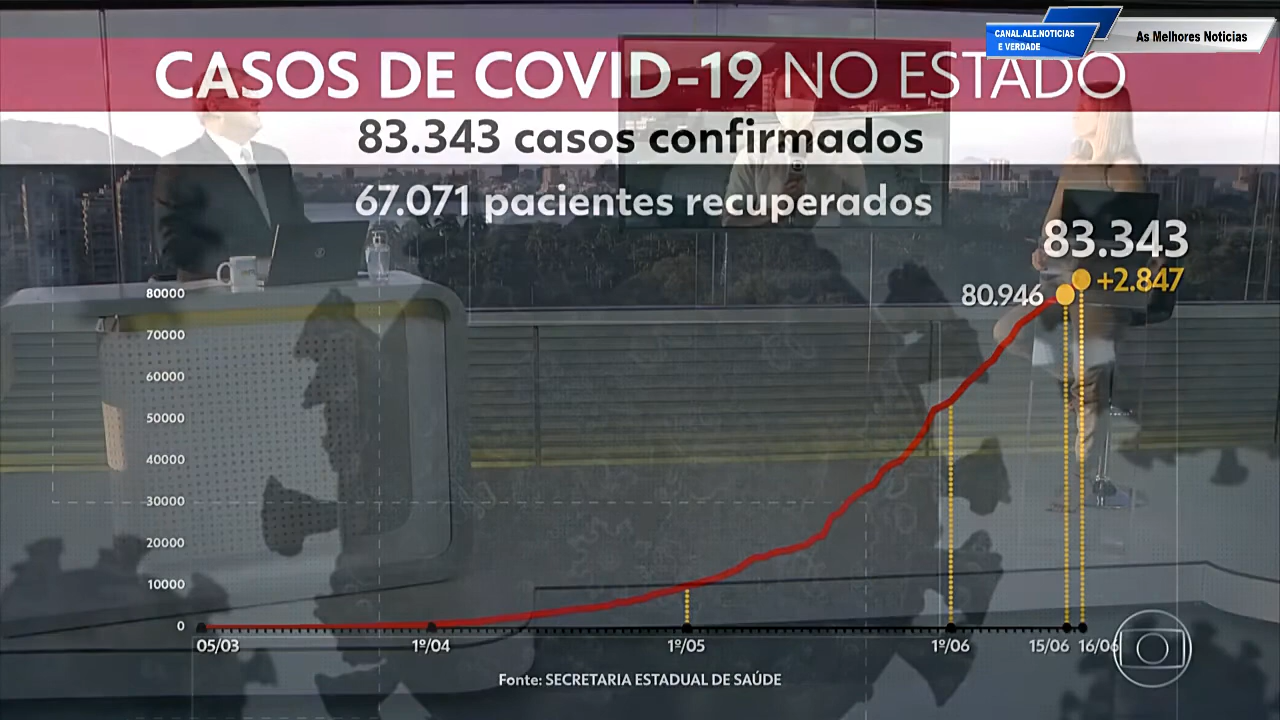 CANAL.ALE.NOTICIAS
E VERDADE
As Melhores Noticias
CASOS DE COVID-19 NO ESTADO
83.343 casos confirmados
67.071 pacientes recuperados
83.343
+2.847
80.946
80000
70000
60000
50000
40000
30000
20000
10000
0
05/03
1º/04
1º/05
1º/06
15/06
16/06
Fonte: SECRETARIA ESTADUAL DE SAÚDE